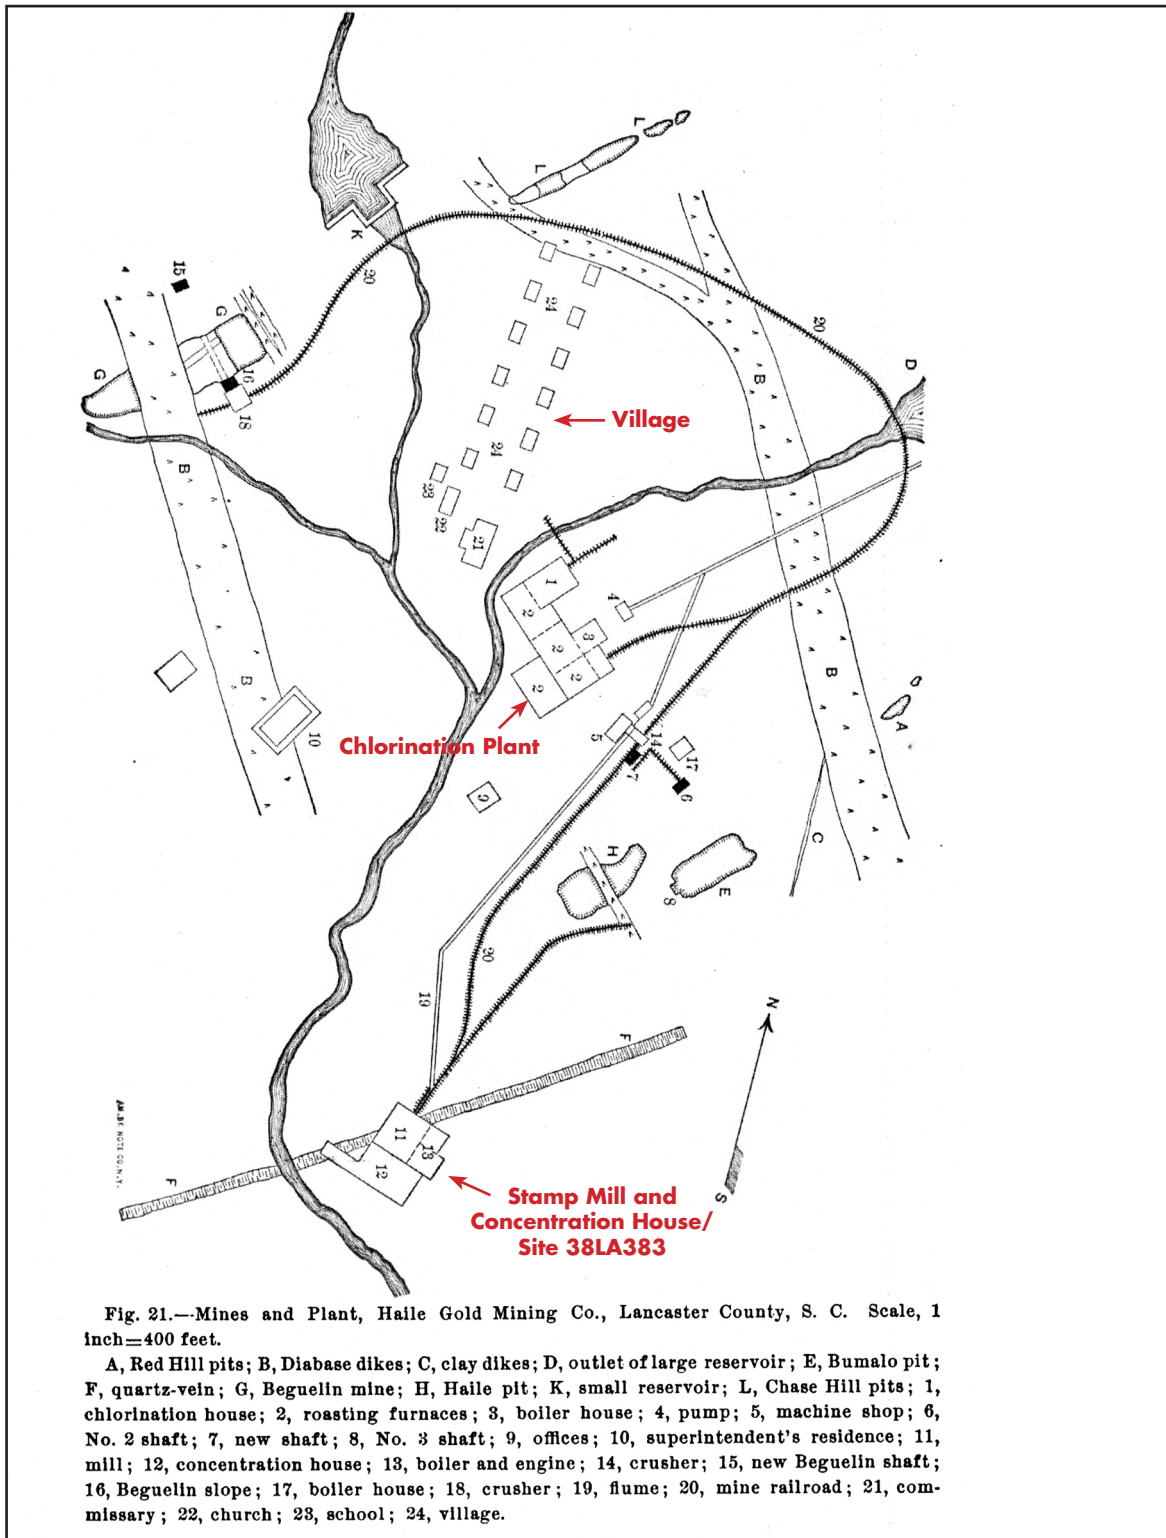 L
L
K
20
15
G
G
16
18
24
20
B
D
Village
24
23
22
21
B
1
2
4
3
2
2
2
B
B
A
10
Chlorination Plant
5
14
7
17
6
9
C
H
E
8
20
19
N
F
S
11
13
12
F
AM.BK NOTE CO.N.Y.
Stamp Mill and
Concentration House/
Site 38LA383
Fig. 21.—Mines and Plant, Haile Gold Mining Co., Lancaster County, S. C. Scale, 1
inch=400 feet.
A, Red Hill pits; B, Diabase dikes; C, clay dikes; D, outlet of large reservoir; E, Bumalo pit;
F, quartz-vein; G, Beguelin mine; H, Haile pit; K, small reservoir; L, Chase Hill pits; 1,
chlorination house; 2, roasting furnaces; 3, boiler house; 4, pump; 5, machine shop; 6,
No. 2 shaft; 7, new shaft; 8, No. 3 shaft; 9, offices; 10, superintendent's residence; 11,
mill; 12, concentration house; 13, boiler and engine; 14, crusher; 15, new Beguelin shaft;
16, Beguelin slope; 17, boiler house; 18, crusher; 19, flume; 20, mine railroad; 21, com-
missary; 22, church; 23, school; 24, village.